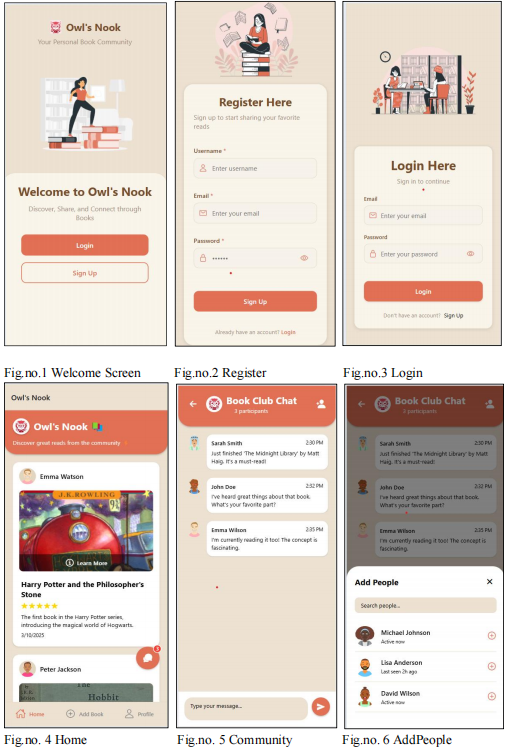 Owl's Nook
Your Personal Book Community
Welcome to Owl's Nook
Discover, Share, and Connect through
Books
Login
Sign Up
Register Here
Sign up to start sharing your favorite
reads
Username *
Enter username
Email *
Enter your email
Password *
••••••
Sign Up
Already have an account? Login
Login Here
Sign in to continue
Email
Enter your email
Password
Enter your password
Login
Don't have an account? Sign Up
Fig.no.1 Welcome Screen
Fig.no.2 Register
Fig.no.3 Login
Owl's Nook
Owl's Nook
Discover great reads from the community
Emma Watson
J.K.ROWLING
Learn More
Harry Potter and the Philopher's
Stone
The first book in the Harry Potter series,
introducing the magical world of Hogwarts.
3/10/2025
3
Peter Jackson
The
Hobbit
Home
Add Book
Profile
Book Club Chat
3 participants
Sarah Smith
2:30 PM
Just finished 'The Midnight Library' by Matt
Haig. It's a must-read!
John Doe
2:32 PM
I've heard great things about that book.
What's your favorite part?
Emma Wilson
2:35 PM
I'm currently reading it too! The concept is
fascinating.
Type your message...
Book Club Chat
3 participants
Sarah Smith
2:30 PM
Just finished 'The Midnight Library' by Matt
Haig. It's a must-read!
John Doe
2:32 PM
I've heard great things about that book.
What's your favorite part?
Emma Wilson
2:35 PM
I'm currently reading it too! The concept is
fascinating.
Add People
Search people...
Michael Johnson
Active now
Lisa Anderson
Last seen 2h ago
David Wilson
Active now
Fig.no. 4 Home
Fig.no. 5 Community
Fig.no. 6 AddPeople